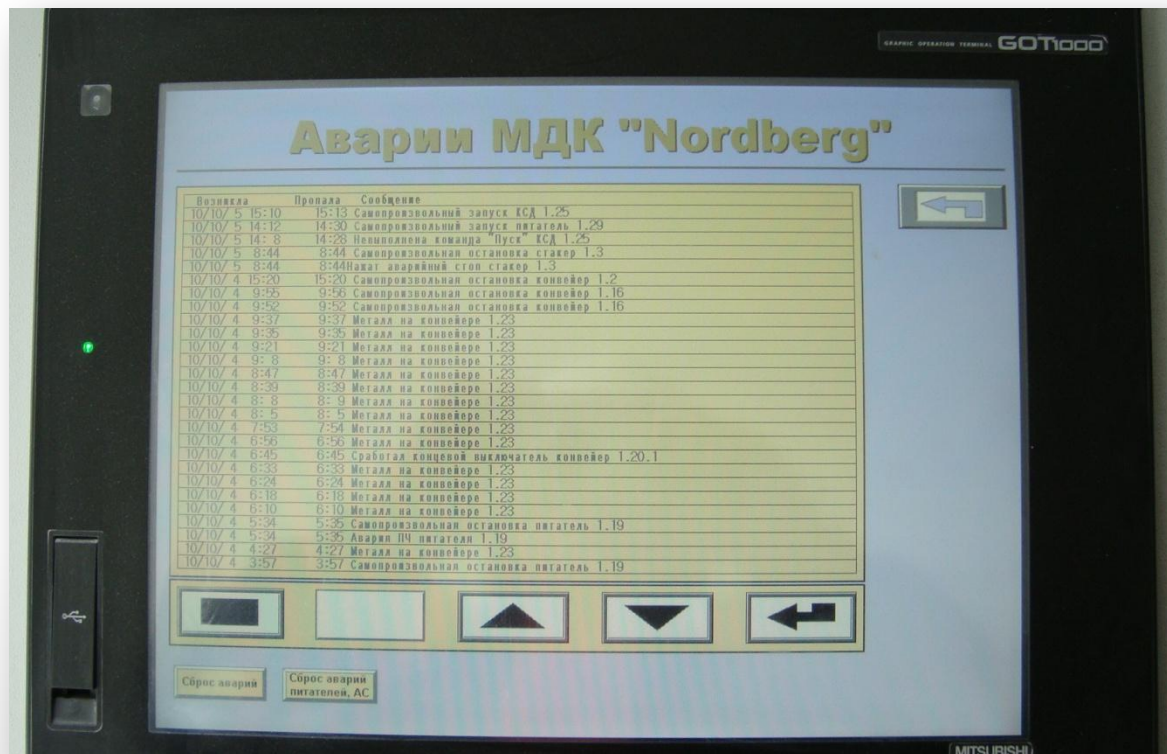 GRAPHIC OPERATION TERMINAL GOT1000
Аварии МДК "Nordberg"
Возникла Пропала Сообщение
10/10/ 5 15:10 15:13 Самопроизвольный запуск КСД 1.25
10/10/ 5 14:12 14:30 Самопроизвольный запуск питатель 1.29
10/10/ 5 14: 8 14:28 Невыполнена команда "Пуск" КСД 1.25
10/10/ 5 8:44 8:44 Самопроизвольная остановка стакер 1.3
10/10/ 5 8:44 8:44Нажат аварийный стоп стакер 1.3
10/10/ 4 15:20 15:20 Самопроизвольная остановка конвейер 1.2
10/10/ 4 9:55 9:56 Самопроизвольная остановка конвейер 1.16
10/10/ 4 9:52 9:52 Самопроизвольная остановка конвейер 1.16
10/10/ 4 9:37 9:37 Металл на конвейере 1.23
10/10/ 4 9:35 9:35 Металл на конвейере 1.23
10/10/ 4 9:21 9:21 Металл на конвейере 1.23
10/10/ 4 9: 8 9: 8 Металл на конвейере 1.23
10/10/ 4 8:47 8:47 Металл на конвейере 1.23
10/10/ 4 8:39 8:39 Металл на конвейере 1.23
10/10/ 4 8: 8 8: 9 Металл на конвейере 1.23
10/10/ 4 8: 5 8: 5 Металл на конвейере 1.23
10/10/ 4 7:53 7:54 Металл на конвейере 1.23
10/10/ 4 6:56 6:56 Металл на конвейере 1.23
10/10/ 4 6:45 6:45 Сработал концевой выключатель конвейер 1.20.1
10/10/ 4 6:33 6:33 Металл на конвейере 1.23
10/10/ 4 6:24 6:24 Металл на конвейере 1.23
10/10/ 4 6:18 6:18 Металл на конвейере 1.23
10/10/ 4 6:10 6:10 Металл на конвейере 1.23
10/10/ 4 5:34 5:35 Самопроизвольная остановка питатель 1.19
10/10/ 4 5:34 5:35 Авария ПЧ питателя 1.19
10/10/ 4 4:27 4:27 Металл на конвейере 1.23
10/10/ 4 3:57 3:57 Самопроизвольная остановка питатель 1.19
Сброс аварий
Сброс аварий
питателей, АС
MITSUBISHI